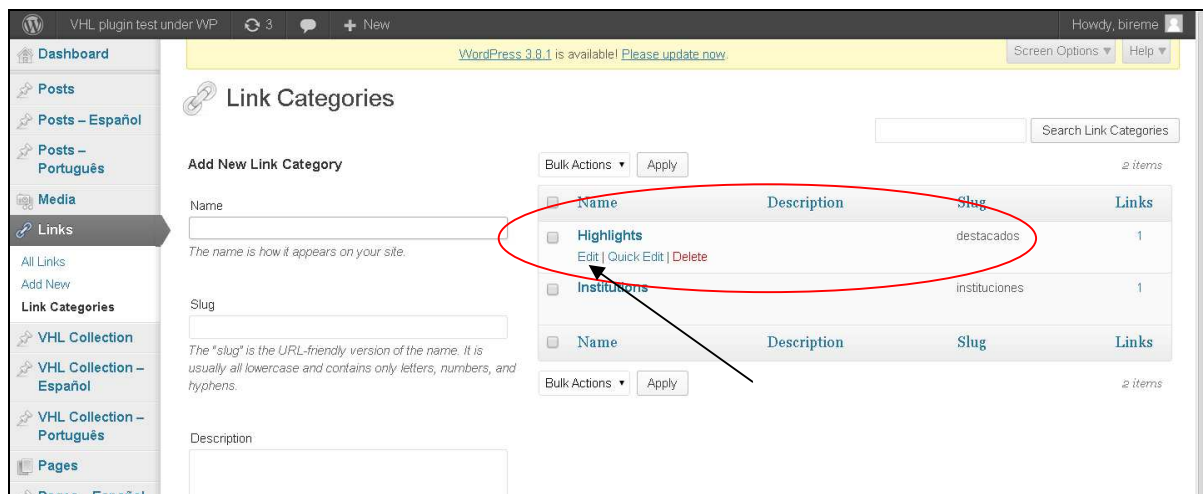 VHL plugin test under WP 3 New Howdy, bireme
WordPress 3.8.1 is available! Please update now.
Screen Options Help
Dashboard
Posts
Posts – Español
Posts –
Português
Media
Links
All Links
Add New
Link Categories
VHL Collection
VHL Collection –
Español
VHL Collection –
Português
Pages
Link Categories
Search Link Categories
Add New Link Category
Name
The name is how it appears on your site.
Slug
The "slug" is the URL-friendly version of the name. It is
usually all lowercase and contains only letters, numbers, and
hyphens.
Description
Bulk Actions Apply 2 items
Name Description Slug Links
Highlights destacados 1
Edit | Quick Edit | Delete
Institutions instituciones 1
Name Description Slug Links
Bulk Actions Apply 2 items